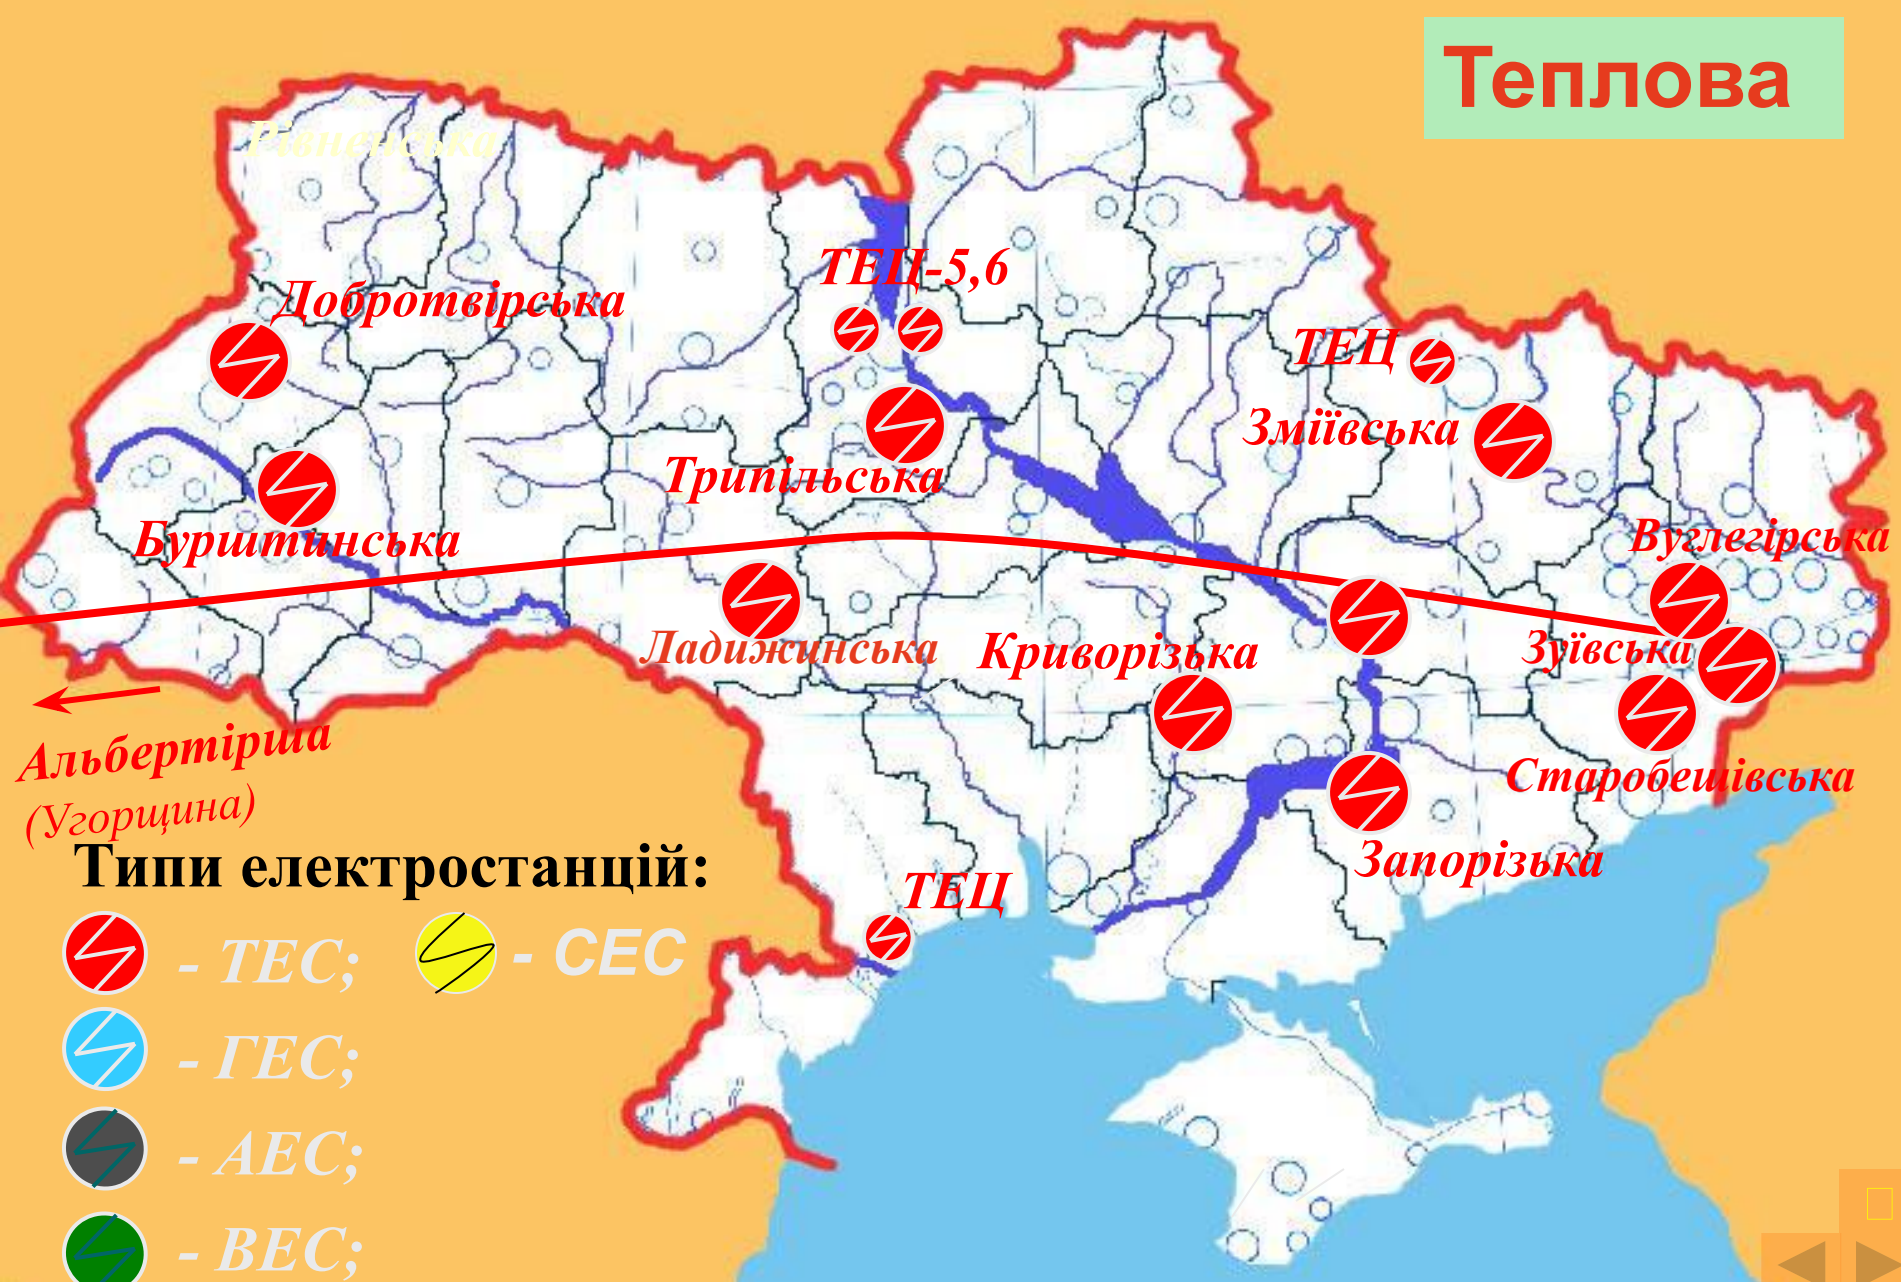 Теплова
Рівненська
ТЕЦ-5,6
Добротвірська
ТЕЦ
Зміївська
Трипільська
Бурштинська
Вуглегірська
Ладижинська
Криворізька
Зуївська
Альбертірша
(Угорщина)
Старобешівська
Запорізька
ТЕЦ
Типи електростанцій:
- ТЕС;
- СЕС
- ГЕС;
- АЕС;
- ВЕС;